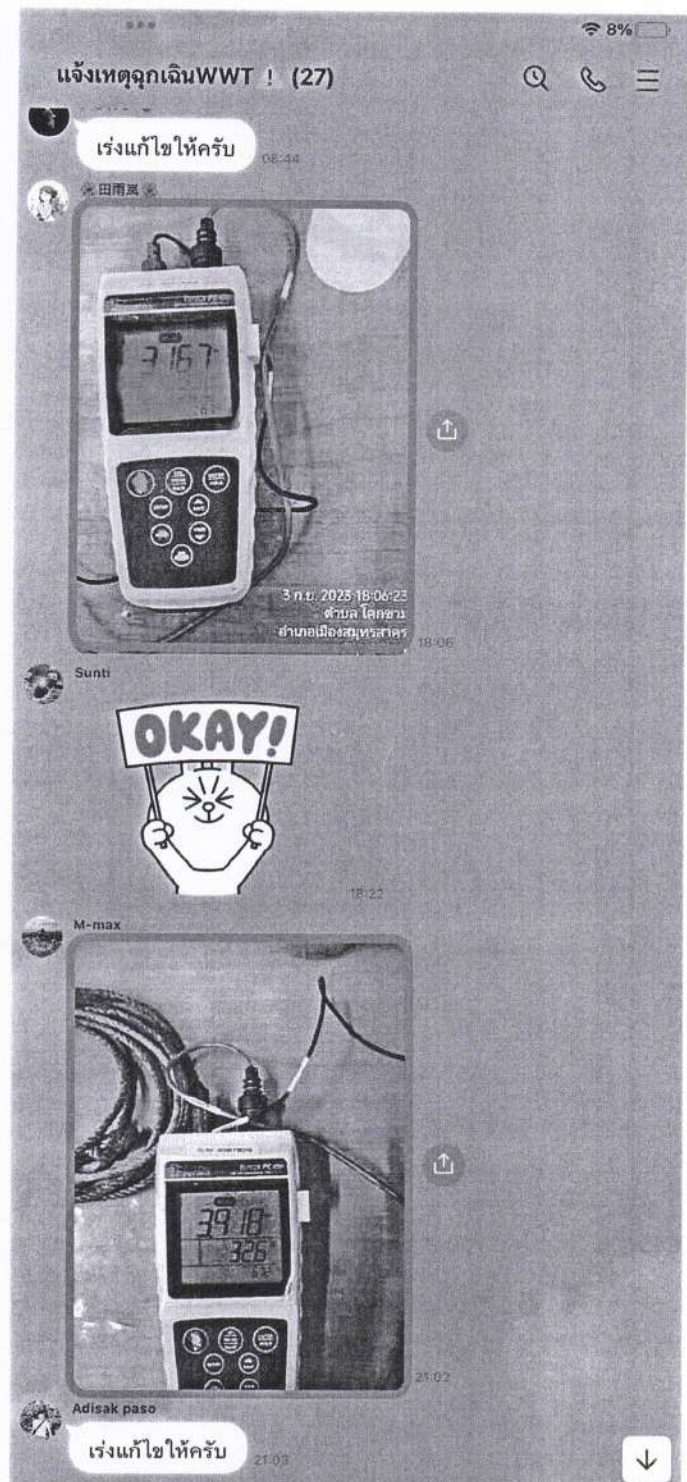 8%
แจ้งเหตุฉุกเฉินWWT ! (27)
เร่งแก้ไขให้ครับ
08:44
田雨岚
3167
3 ก.ย. 2023 18:06:23
ตำบล โคกขาม
อำเภอเมืองสมุทรสาคร
18:06
Sunti
OKAY!
18:22
M-max
3918
326
21:02
Adisak paso
เร่งแก้ไขให้ครับ
21:03